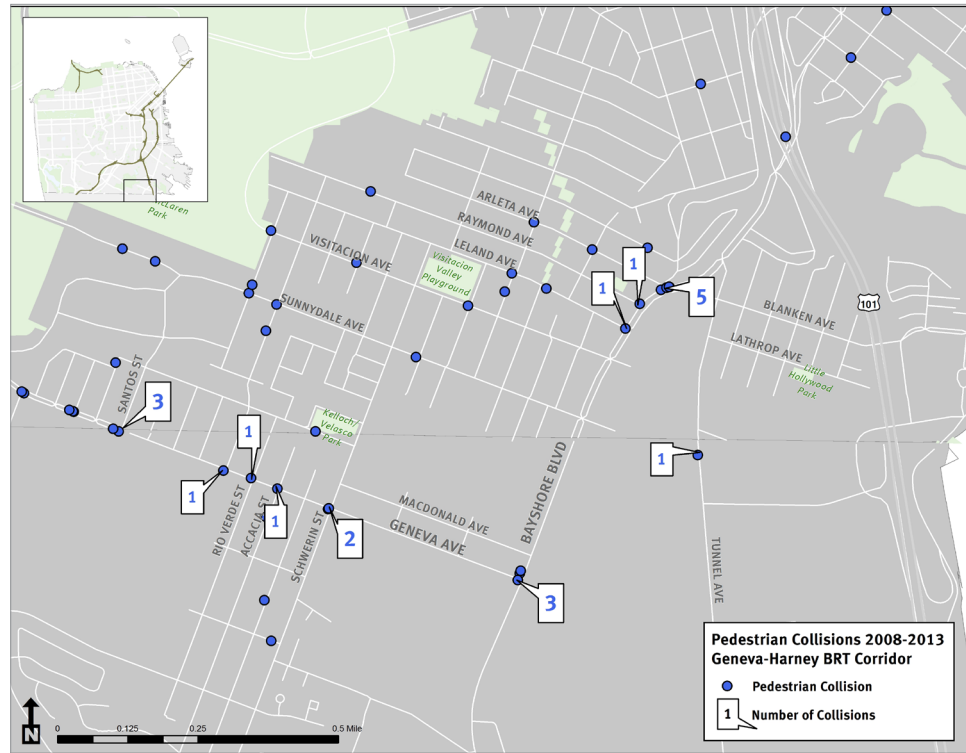 McLaren
Park
ARLETA AVE
RAYMOND AVE
LELAND AVE
VISITACION AVE
Visitacion
Valley
Playground
SUNNYDALE AVE
1
1
5
101
BLANKEN AVE
LATHROP AVE
Little
Hollywood
Park
SANTOS ST
3
Kelloch/
Velasco
Park
1
1
1
1
2
3
RIO VERDE ST
ACCACIA ST
SCHWERIN ST
MACDONALD AVE
GENEVA AVE
BAYSHORE BLVD
TUNNEL AVE
Pedestrian Collisions 2008-2013
Geneva-Harney BRT Corridor
Pedestrian Collision
1 Number of Collisions
N
0 0.125 0.25 0.5 Mile